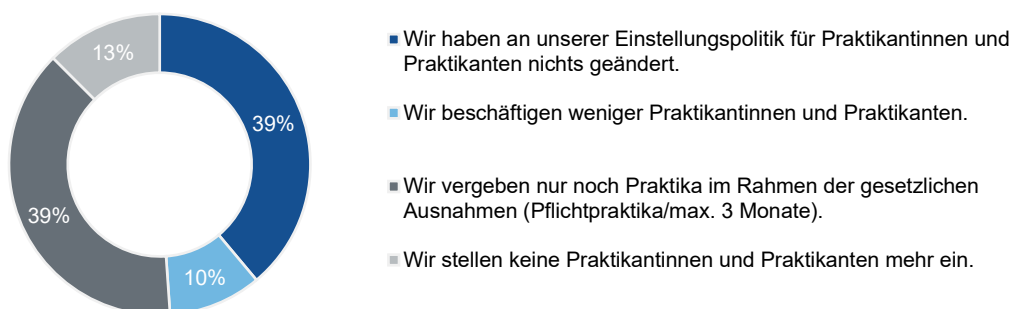 13%
39%
39%
10%
Wir haben an unserer Einstellungspolitik für Praktikantinnen und
Praktikanten nichts geändert.
Wir beschäftigen weniger Praktikantinnen und Praktikanten.
Wir vergeben nur noch Praktika im Rahmen der gesetzlichen
Ausnahmen (Pflichtpraktika/max. 3 Monate).
Wir stellen keine Praktikantinnen und Praktikanten mehr ein.